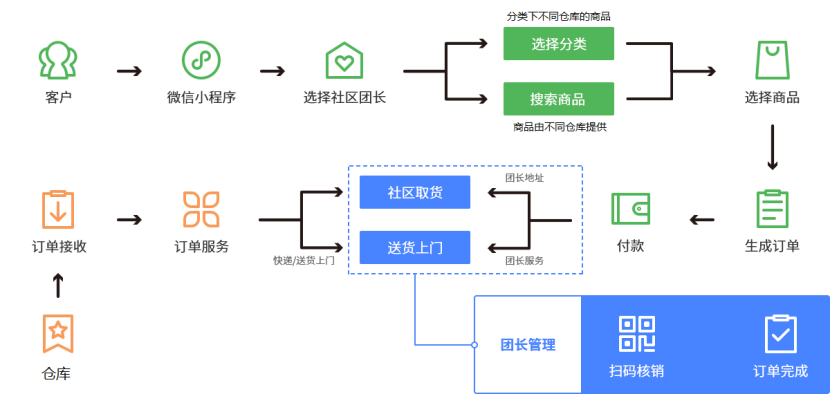 分类下不同仓库的商品
选择分类
客户
微信小程序
选择社区团长
搜索商品
选择商品
商品由不同仓库提供
社区取货
团长地址
订单接收
订单服务
送货上门
付款
生成订单
快递/送货上门
团长服务
仓库
团长管理
扫码核销
订单完成